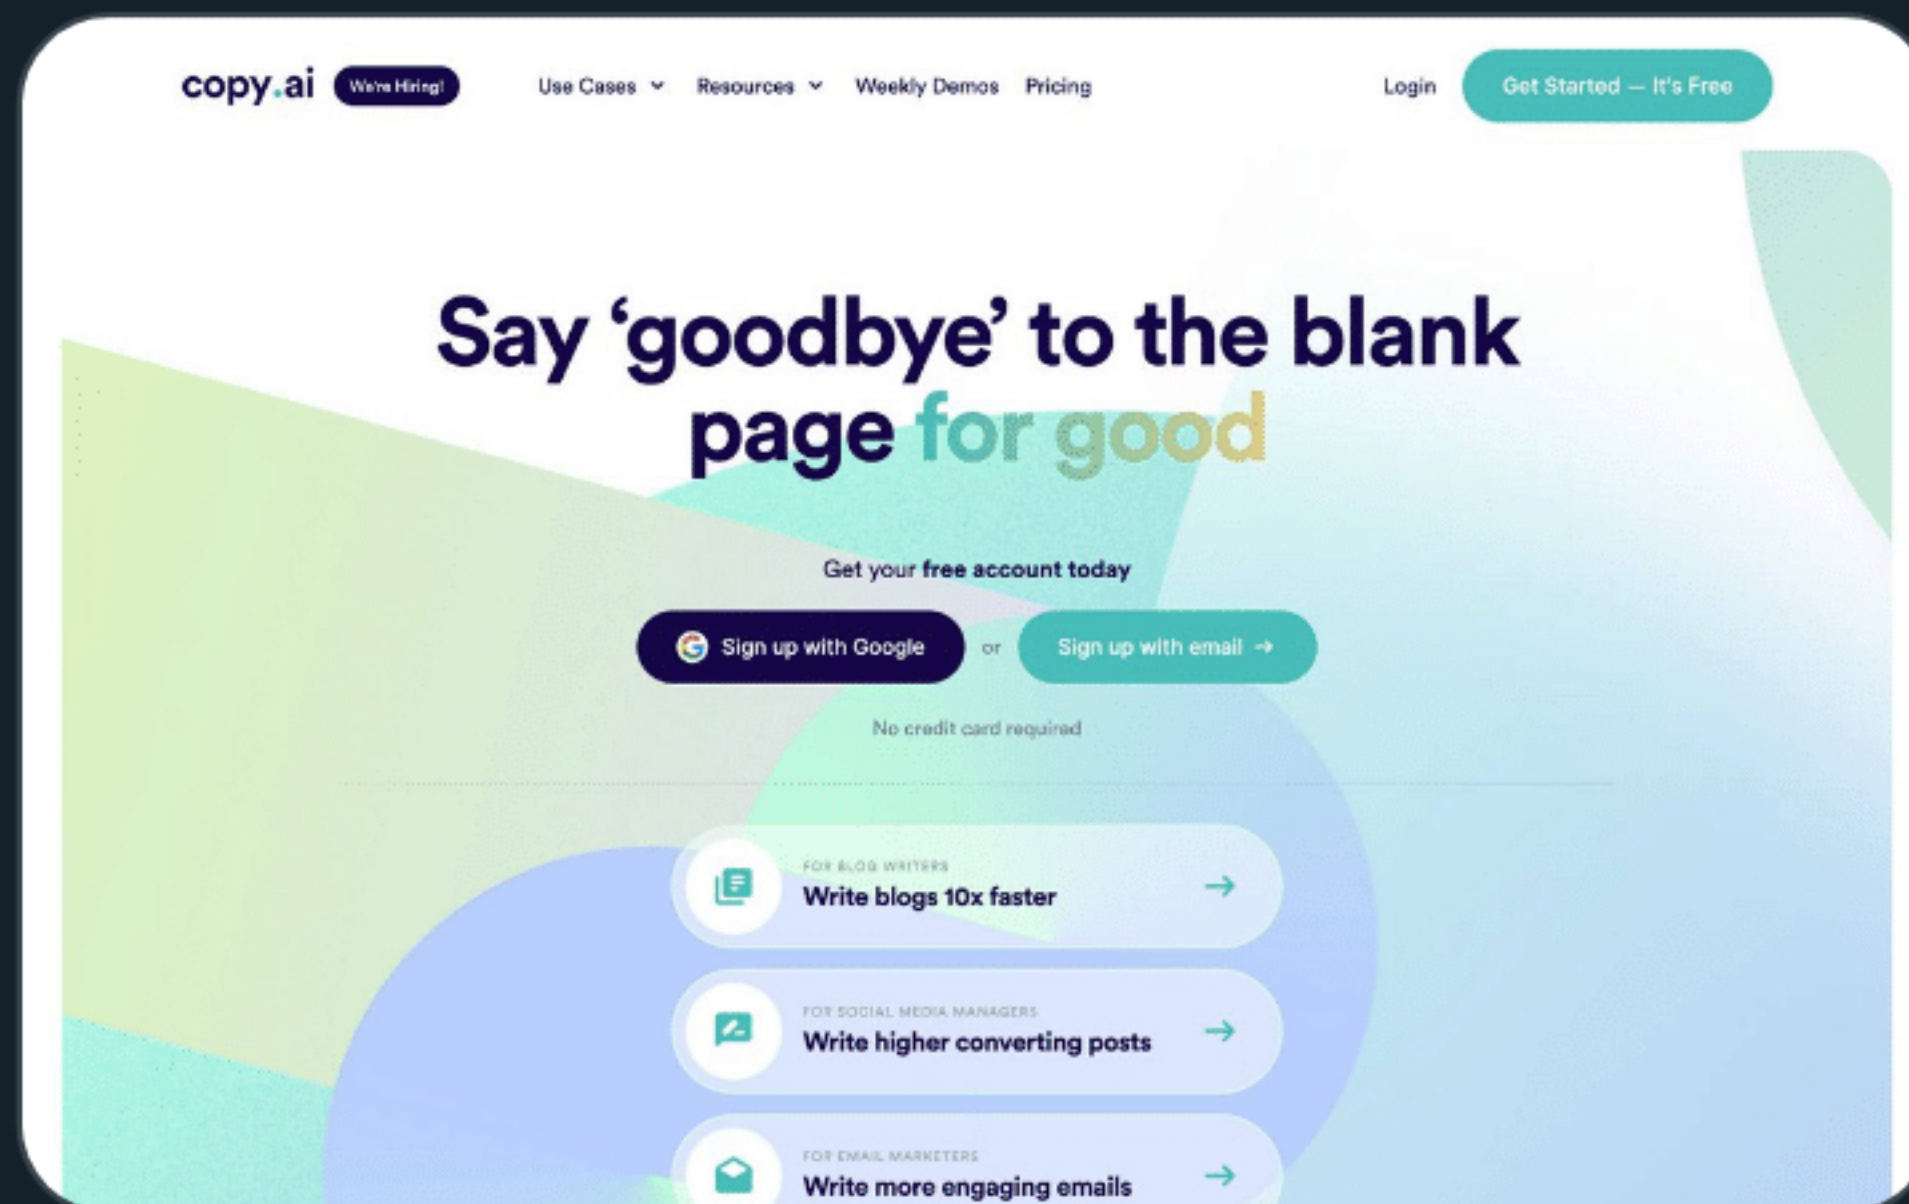 copy.ai We're Hiring! Use Cases Resources Weekly Demos Pricing Login Get Started — It's Free
Say ‘goodbye’ to the blank
page for good
Get your free account today
Sign up with Google or Sign up with email →
No credit card required
FOR BLOG WRITERS
Write blogs 10x faster →
FOR SOCIAL MEDIA MANAGERS
Write higher converting posts →
FOR EMAIL MARKETERS
Write more engaging emails →